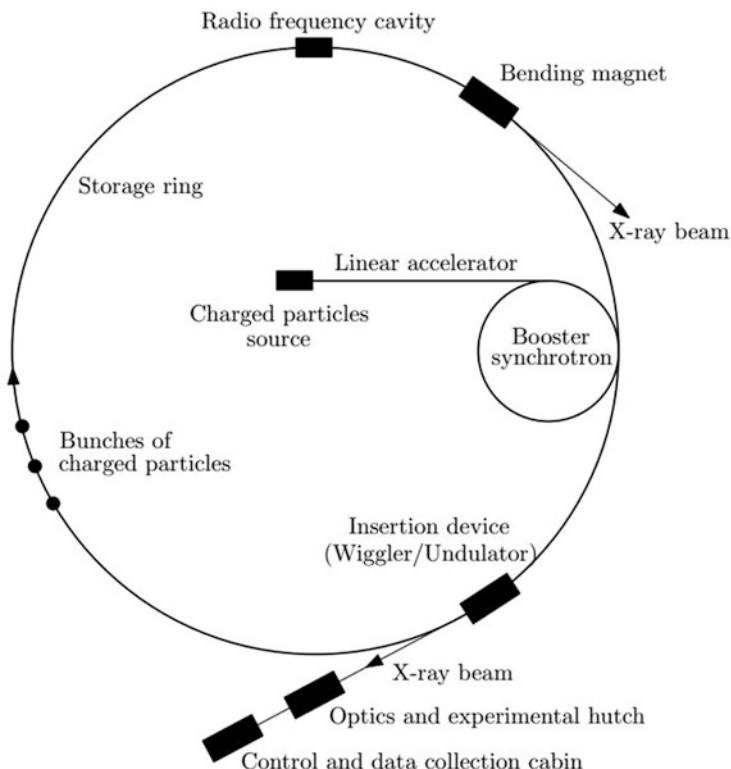 Radio frequency cavity
Bending magnet
Storage ring
X-ray beam
Linear accelerator
Charged particles
source
Booster
synchrotron
Bunches of
charged particles
Insertion device
(Wiggler/Undulator)
X-ray beam
Optics and experimental hutch
Control and data collection cabin